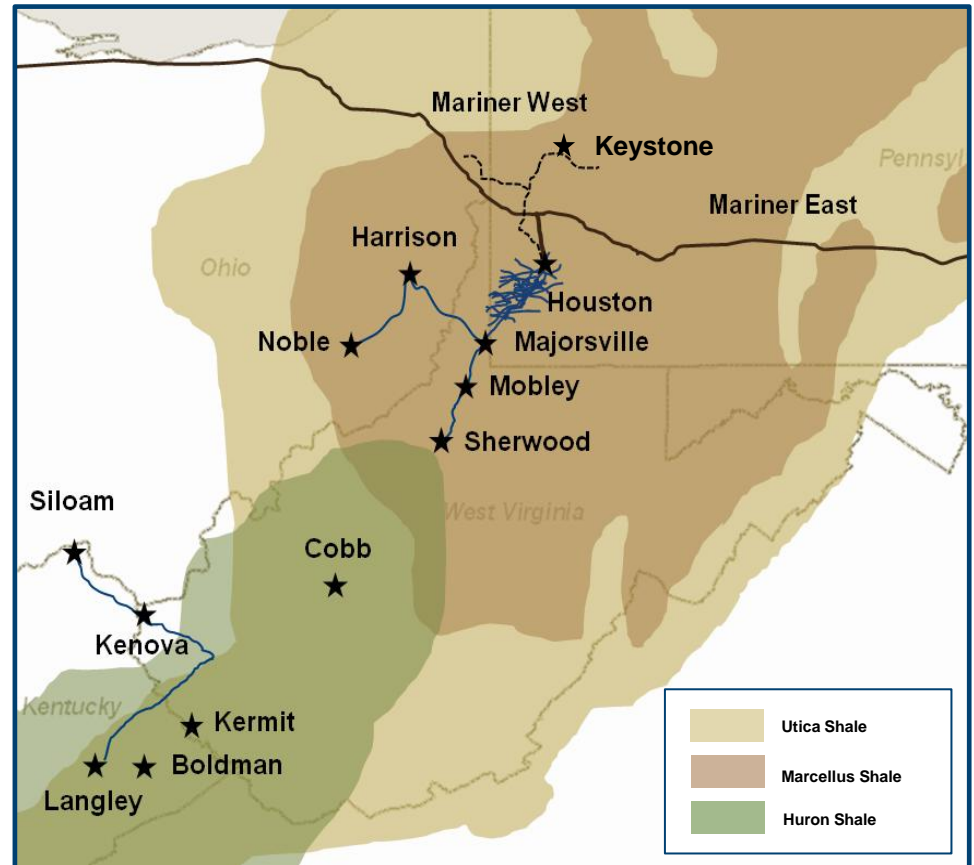 Mariner West
Keystone
Pennsyl
Mariner East
Harrison
Ohio
Houston
Noble
Majorsville
Mobley
Sherwood
Siloam
West Virginia
Cobb
Kenova
Kentucky
Kermit
Boldman
Langley
Utica Shale
Marcellus Shale
Huron Shale